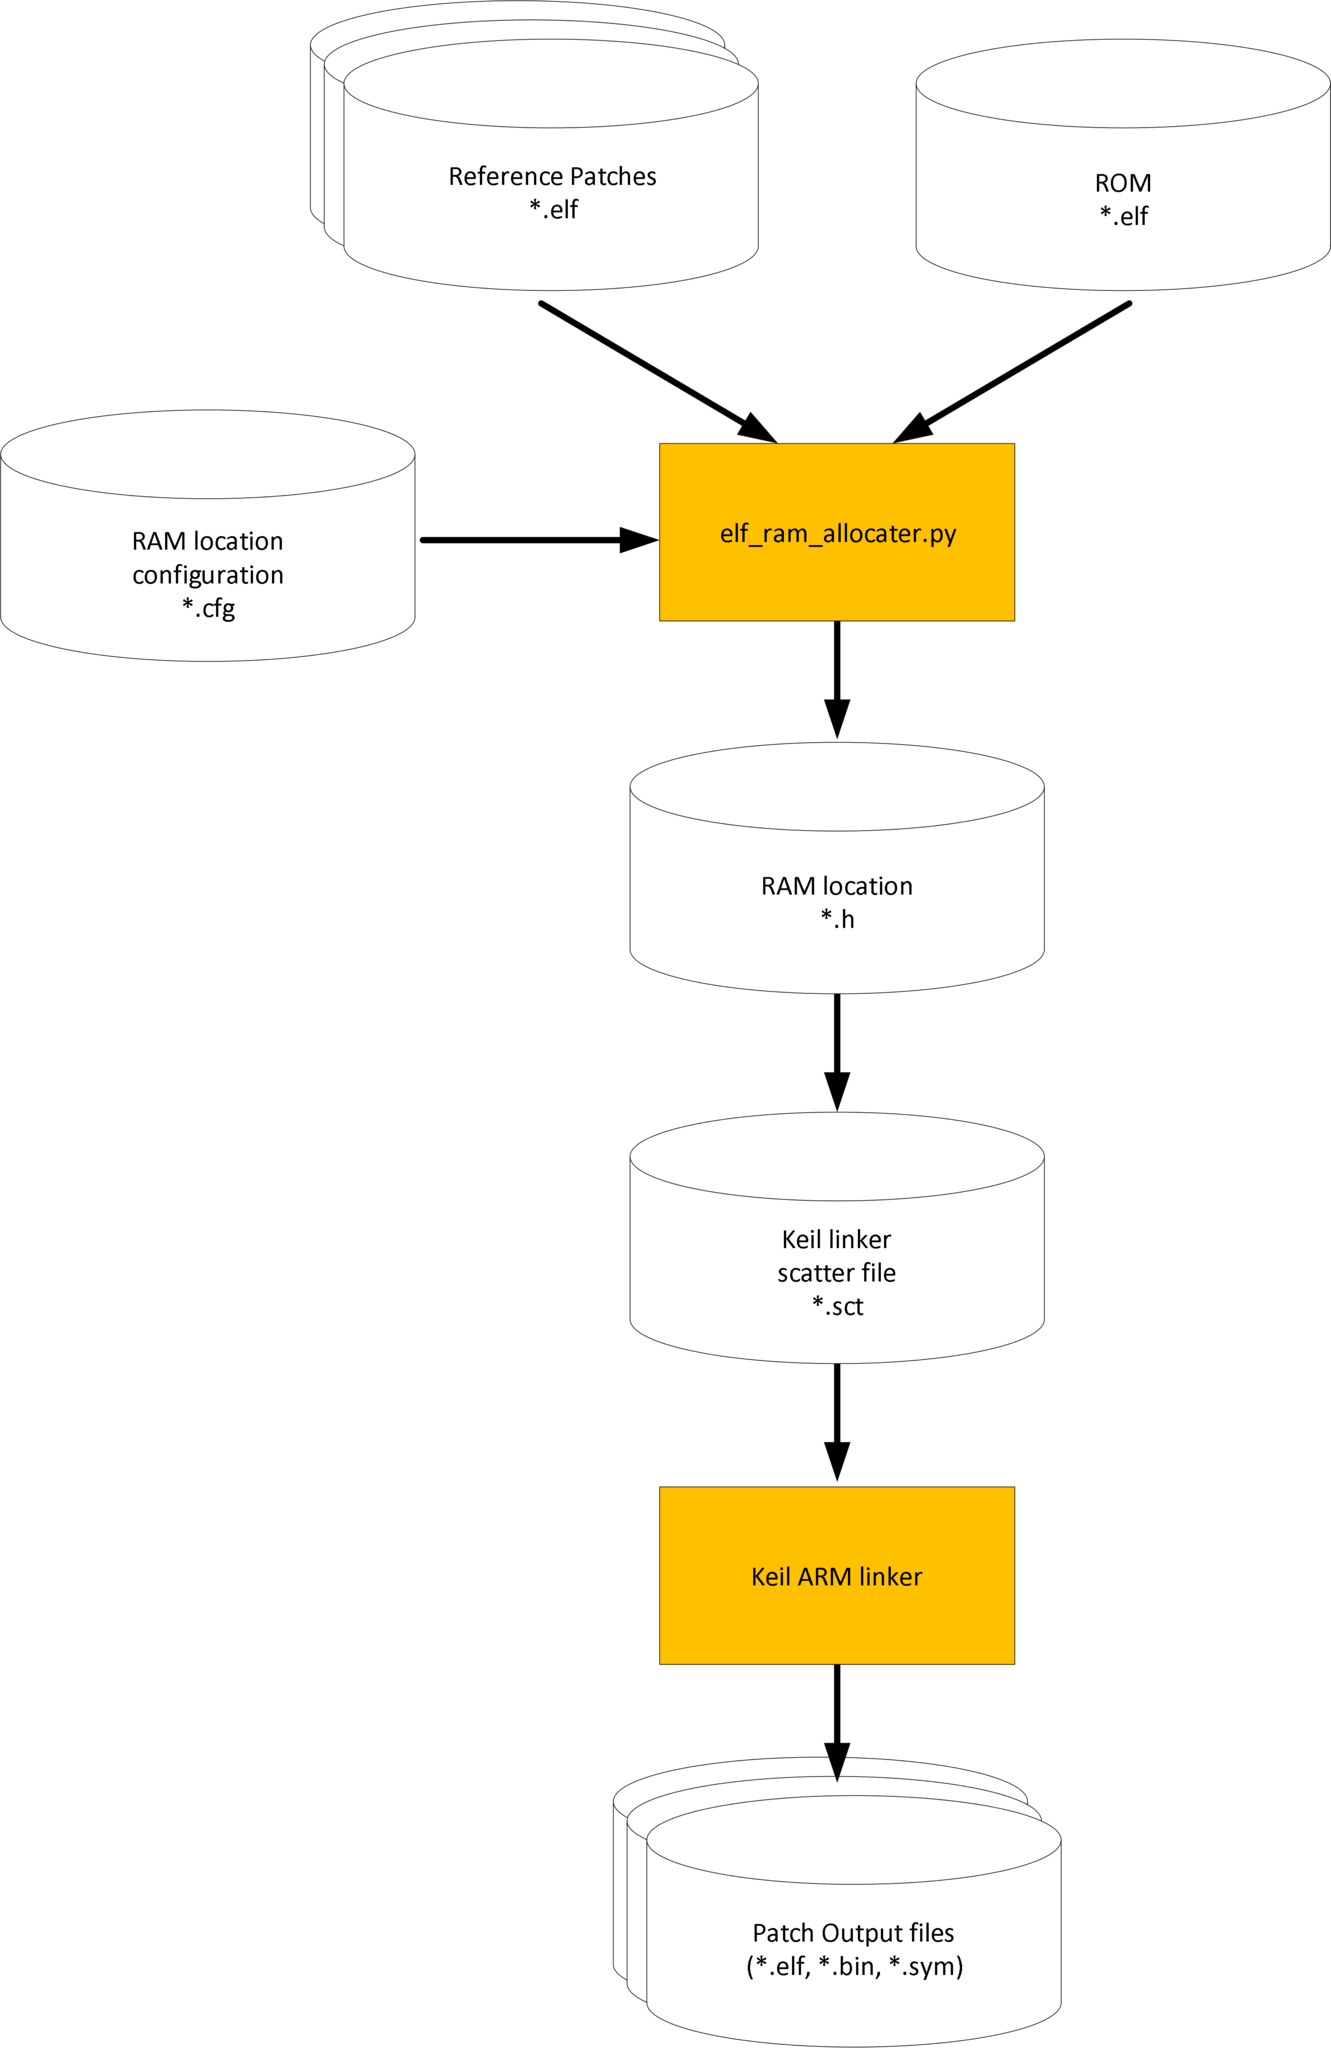 Reference Patches
*.elf
ROM
*.elf
RAM location
configuration
*.cfg
elf_ram_allocater.py
RAM location
*.h
Keil linker
scatter file
*.sct
Keil ARM linker
Patch Output files
(*.elf, *.bin, *.sym)